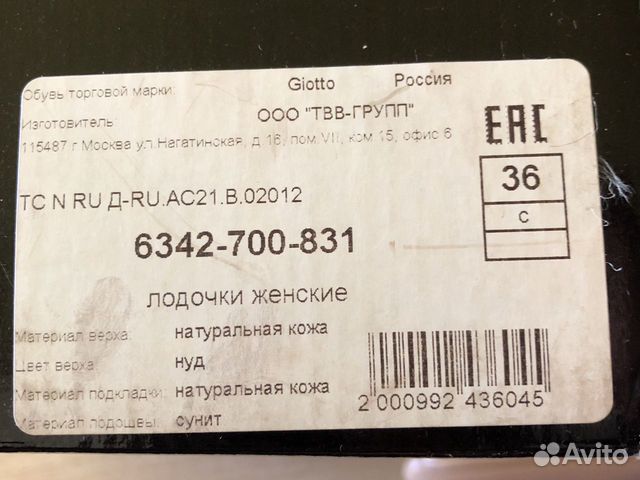 Обувь торговой марки: Giotto Россия
Изготовитель: ООО "ТВВ-ГРУПП"
115487 г Москва ул.Нагатинская, д 16, пом VII, ком 15, офис 6
EAC
36
С
ТС N RU Д-RU.АС21.В.02012
6342-700-831
лодочки женские
Материал верха: натуральная кожа
Цвет верха: нуд
Материал подкладки: натуральная кожа
Материал подошвы: сунит
2 000992 436045
Avito